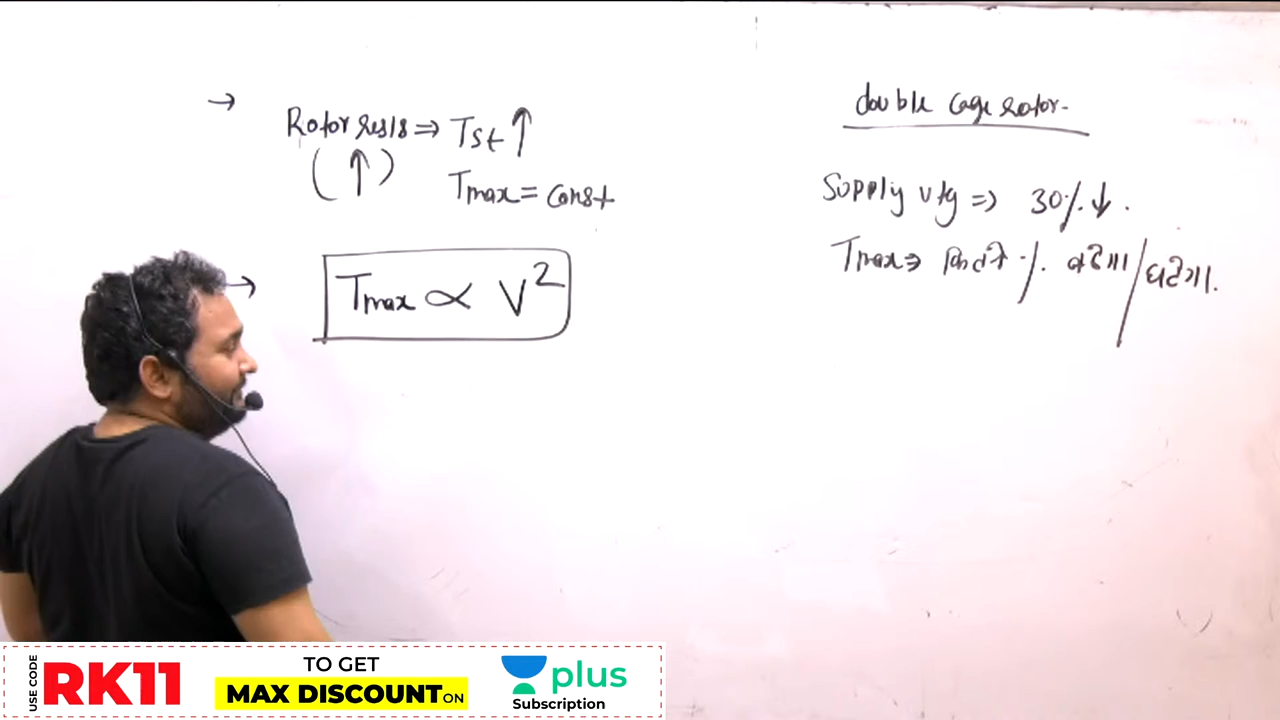 → Rotor resis ⇒ Tst ↑
(↑) Tmax = const
→ Tmax ∝ V²
double cage rotor.
Supply vtg ⇒ 30% ↓.
Tmax ⇒ कितने % बढेगा/घटेगा.
USE CODE RK11
TO GET
MAX DISCOUNT ON
plus
Subscription